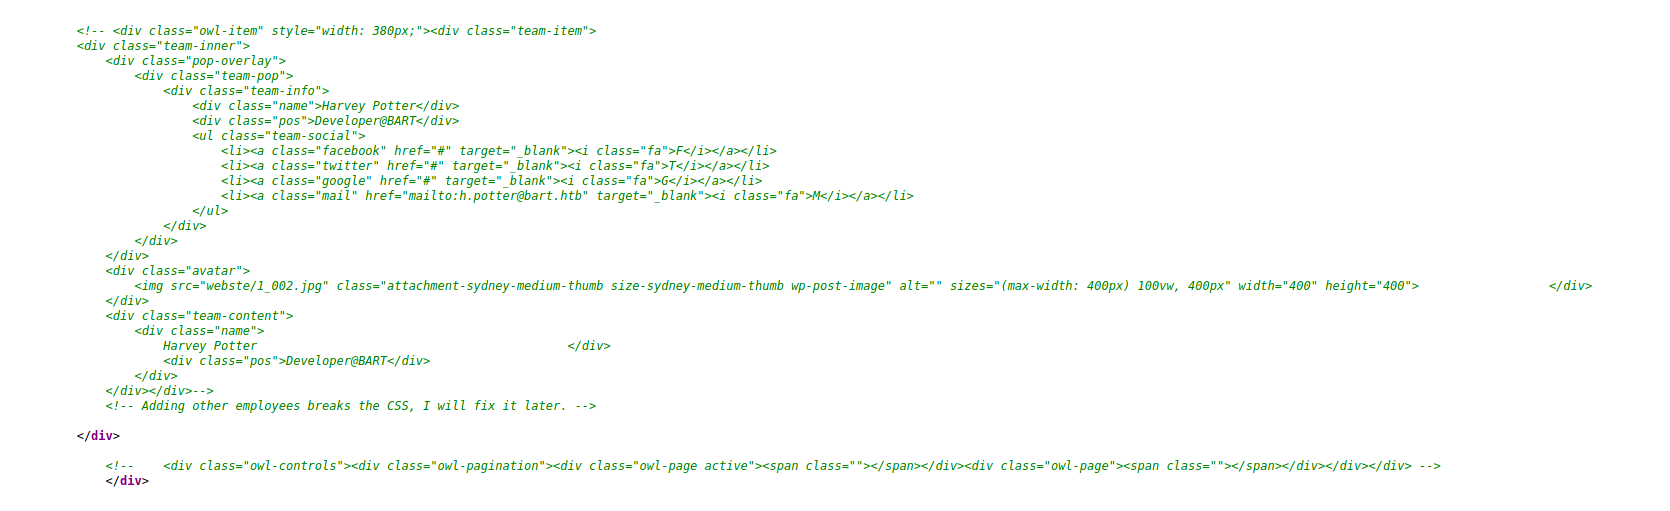 <!-- <div class="owl-item" style="width: 380px;"><div class="team-item">
<div class="team-inner">
    <div class="pop-overlay">
        <div class="team-pop">
            <div class="team-info">
                <div class="name">Harvey Potter</div>
                <div class="pos">Developer@BART</div>
                <ul class="team-social">
                    <li><a class="facebook" href="#" target="_blank"><i class="fa">F</i></a></li>
                    <li><a class="twitter" href="#" target="_blank"><i class="fa">T</i></a></li>
                    <li><a class="google" href="#" target="_blank"><i class="fa">G</i></a></li>
                    <li><a class="mail" href="mailto:h.potter@bart.htb" target="_blank"><i class="fa">M</i></a></li>
                </ul>
            </div>
        </div>
    </div>
    <div class="avatar">
        <img src="webste/1_002.jpg" class="attachment-sydney-medium-thumb size-sydney-medium-thumb wp-post-image" alt="" sizes="(max-width: 400px) 100vw, 400px" width="400" height="400">                  </div>
    </div>
    <div class="team-content">
        <div class="name">
            Harvey Potter                                           </div>
            <div class="pos">Developer@BART</div>
        </div>
    </div></div>-->
    <!-- Adding other employees breaks the CSS, I will fix it later. -->
</div>
    <!--    <div class="owl-controls"><div class="owl-pagination"><div class="owl-page active"><span class=""></span></div><div class="owl-page"><span class=""></span></div></div></div> -->
    </div>